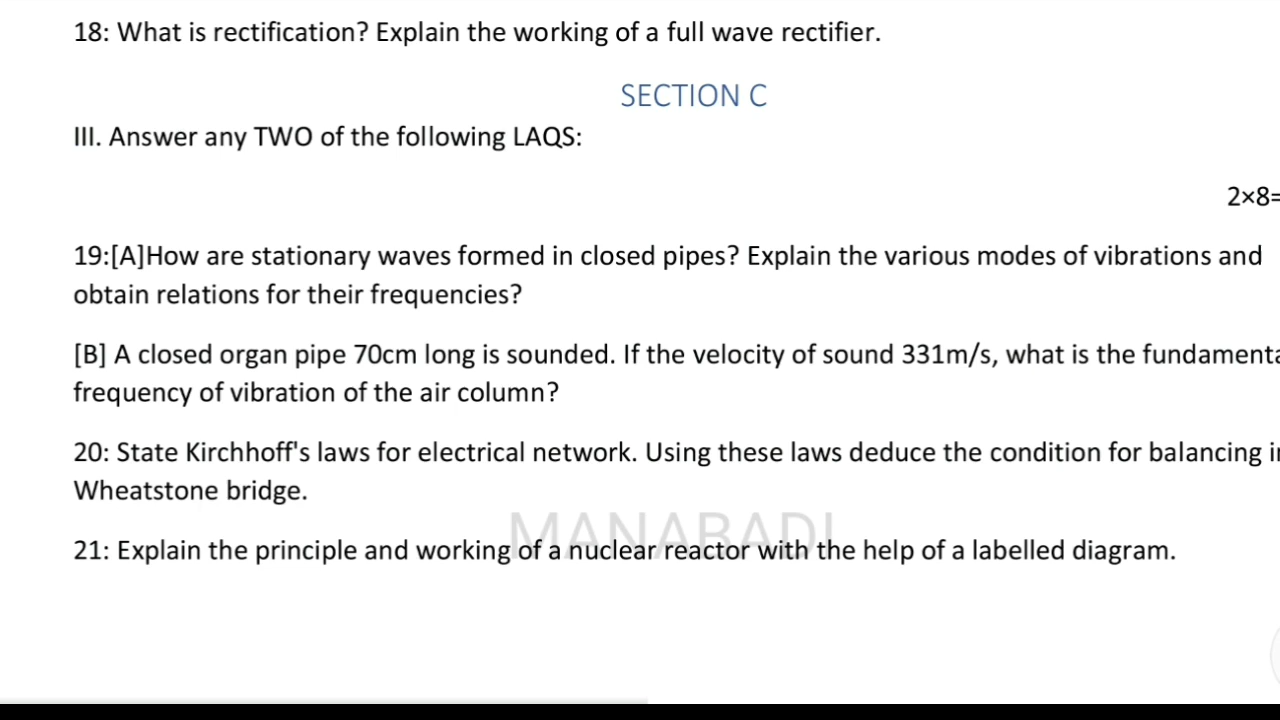 18: What is rectification? Explain the working of a full wave rectifier.
SECTION C
III. Answer any TWO of the following LAQS:
2×8=
19:[A]How are stationary waves formed in closed pipes? Explain the various modes of vibrations and
obtain relations for their frequencies?
[B] A closed organ pipe 70cm long is sounded. If the velocity of sound 331m/s, what is the fundamenta
frequency of vibration of the air column?
20: State Kirchhoff's laws for electrical network. Using these laws deduce the condition for balancing i
Wheatstone bridge.
MANABADI
21: Explain the principle and working of a nuclear reactor with the help of a labelled diagram.